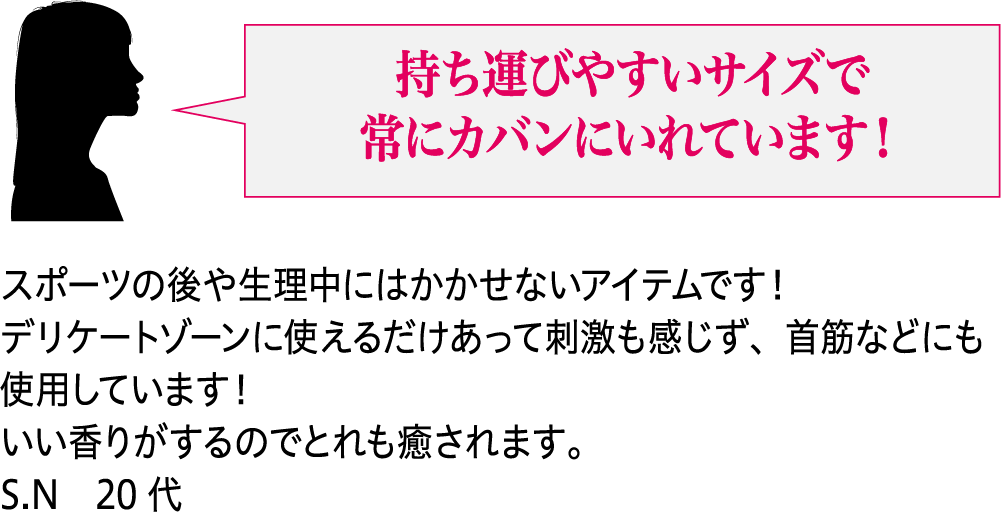 持ち運びやすいサイズで
常にカバンにいれています！
スポーツの後や生理中にはかかせないアイテムです！
デリケートゾーンに使えるだけあって刺激も感じず、首筋などにも
使用しています！
いい香りがするのでとれも癒されます。
S.N　20 代